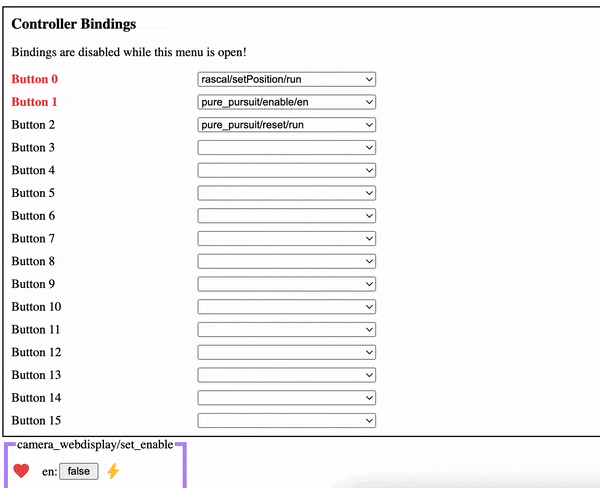 Controller Bindings
Bindings are disabled while this menu is open!
Button 0 rascal/setPosition/run
Button 1 pure_pursuit/enable/en
Button 2 pure_pursuit/reset/run
Button 3
Button 4
Button 5
Button 6
Button 7
Button 8
Button 9
Button 10
Button 11
Button 12
Button 13
Button 14
Button 15
camera_webdisplay/set_enable
en: false